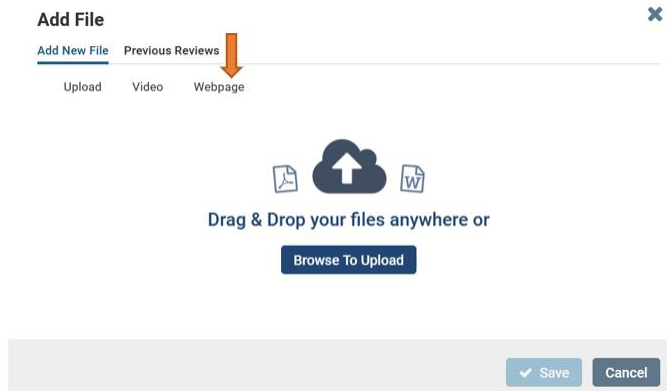 Add File
Add New File Previous Reviews
Upload Video Webpage
W
Drag & Drop your files anywhere or
Browse To Upload
Save Cancel